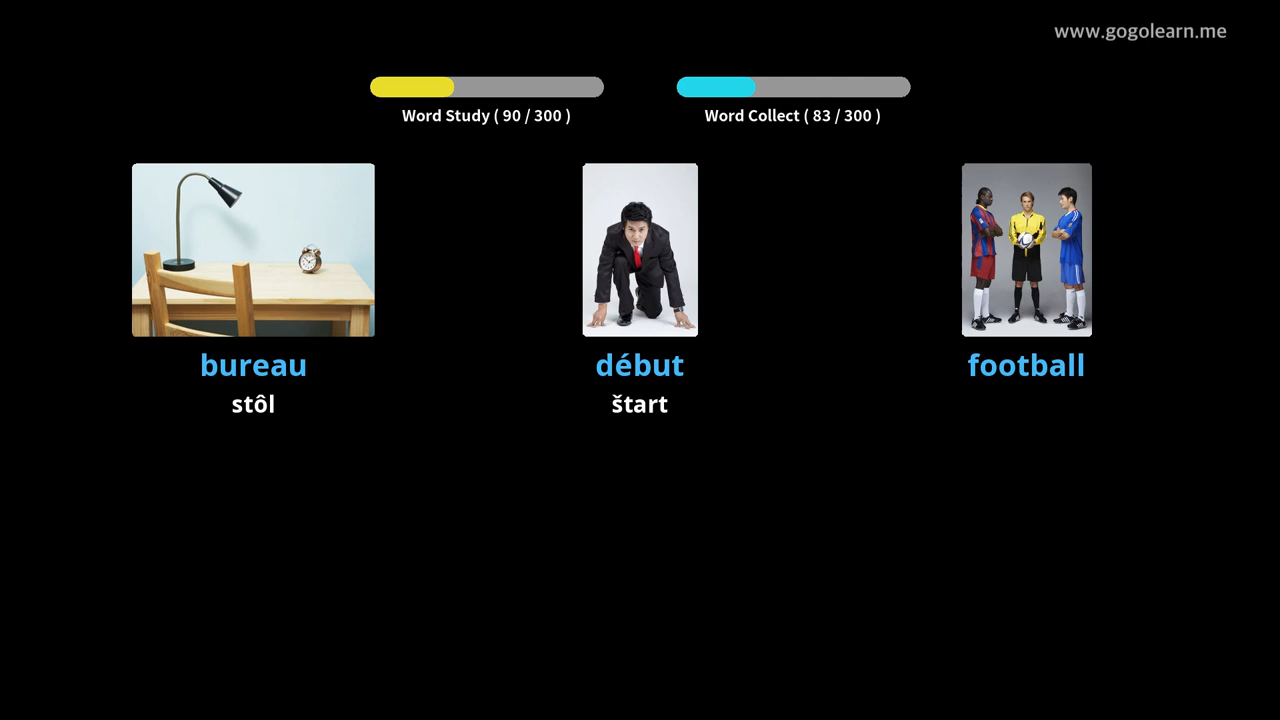 www.gogolearn.me
Word Study ( 90 / 300 )
Word Collect ( 83 / 300 )
bureau
début
football
stôl
štart